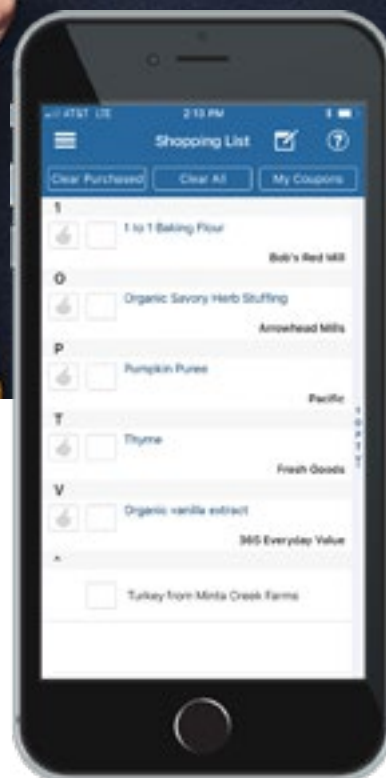 AT&T LTE 2:13 PM
Shopping List ?
Clear Purchased Clear All My Coupons
1
1 to 1 Baking Flour
Bob's Red Mill
O
Organic Savory Herb Stuffing
Arrowhead Mills
P
Pumpkin Puree
Pacific
T
Thyme
Fresh Goods
V
Organic vanilla extract
365 Everyday Value
^
Turkey from Minta Creek Farms